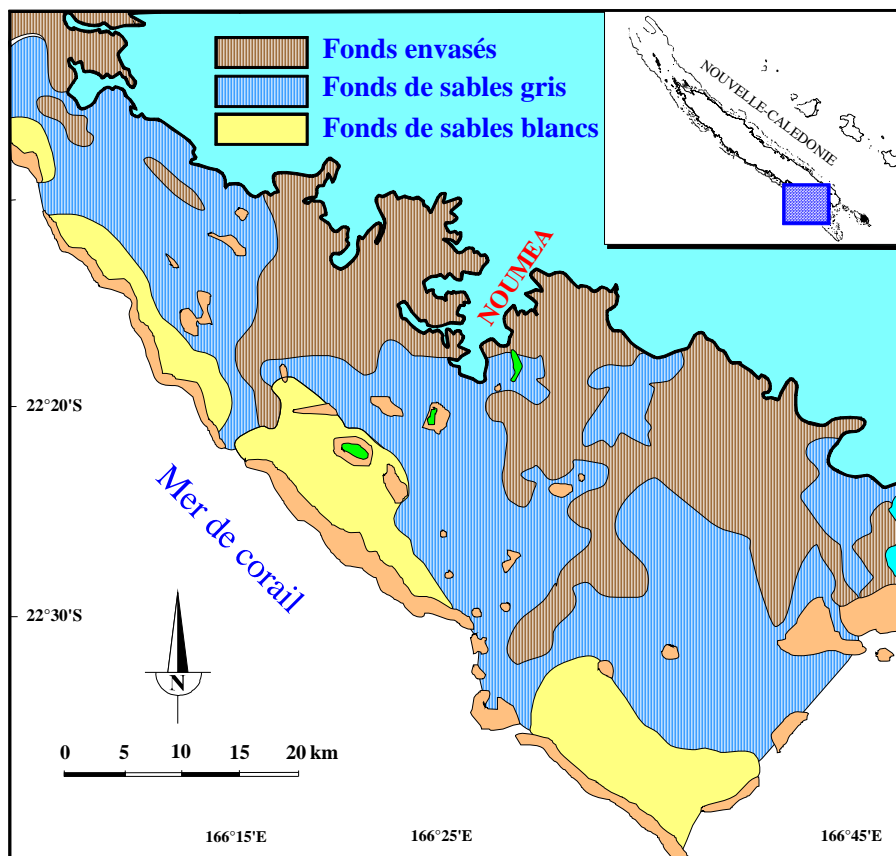 Fonds envasés
Fonds de sables gris
Fonds de sables blancs
NOUVELLE-CALEDONIE
NOUMEA
22°20'S
Mer de corail
22°30'S
N
0 5 10 15 20 km
166°15'E 166°25'E 166°45'E